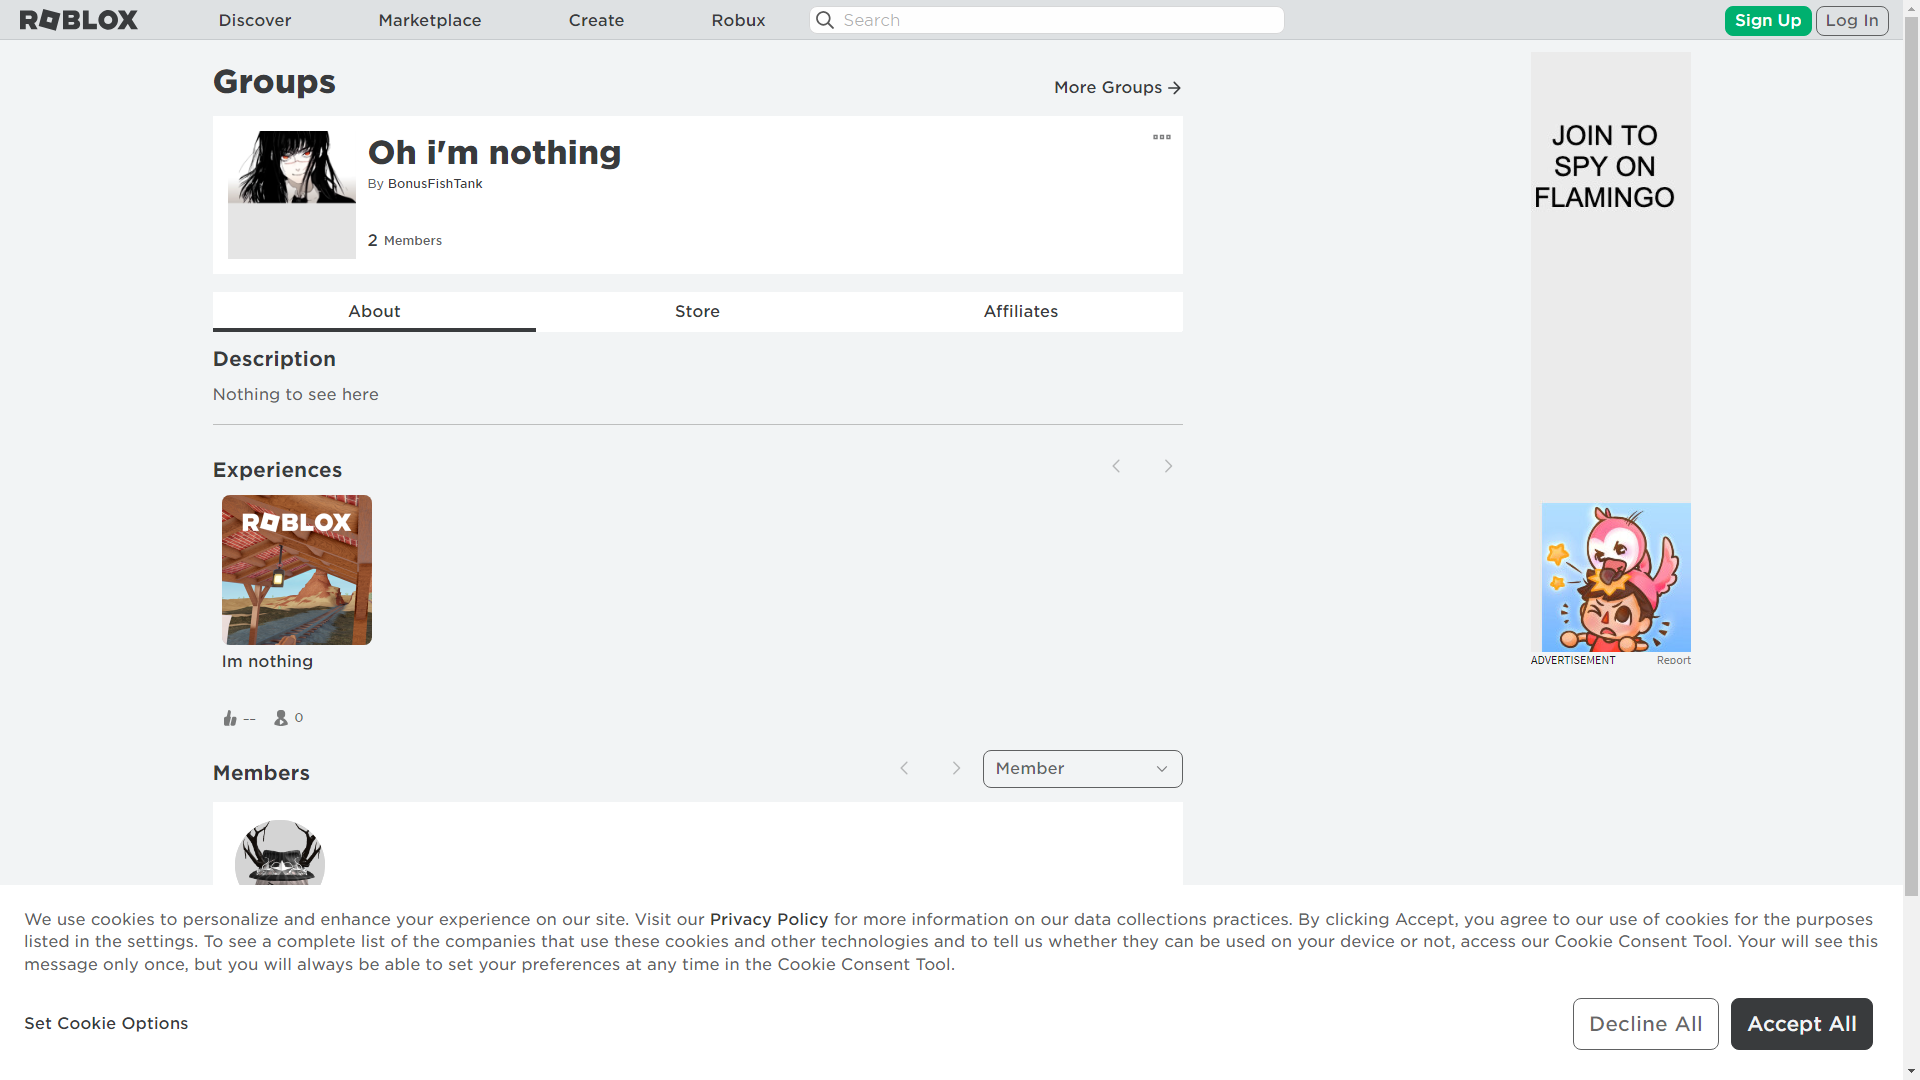 ROBLOX
Discover
Marketplace
Create
Robux
Search
Sign Up
Log In
Groups
More Groups
Oh i'm nothing
By BonusFishTank
2 Members
About
Store
Affiliates
Description
Nothing to see here
Experiences
ROBLOX
Im nothing
--
0
Members
Member
JOIN TO
SPY ON
FLAMINGO
ADVERTISEMENT
Report
We use cookies to personalize and enhance your experience on our site. Visit our Privacy Policy for more information on our data collections practices. By clicking Accept, you agree to our use of cookies for the purposes
listed in the settings. To see a complete list of the companies that use these cookies and other technologies and to tell us whether they can be used on your device or not, access our Cookie Consent Tool. Your will see this
message only once, but you will always be able to set your preferences at any time in the Cookie Consent Tool.
Set Cookie Options
Decline All
Accept All